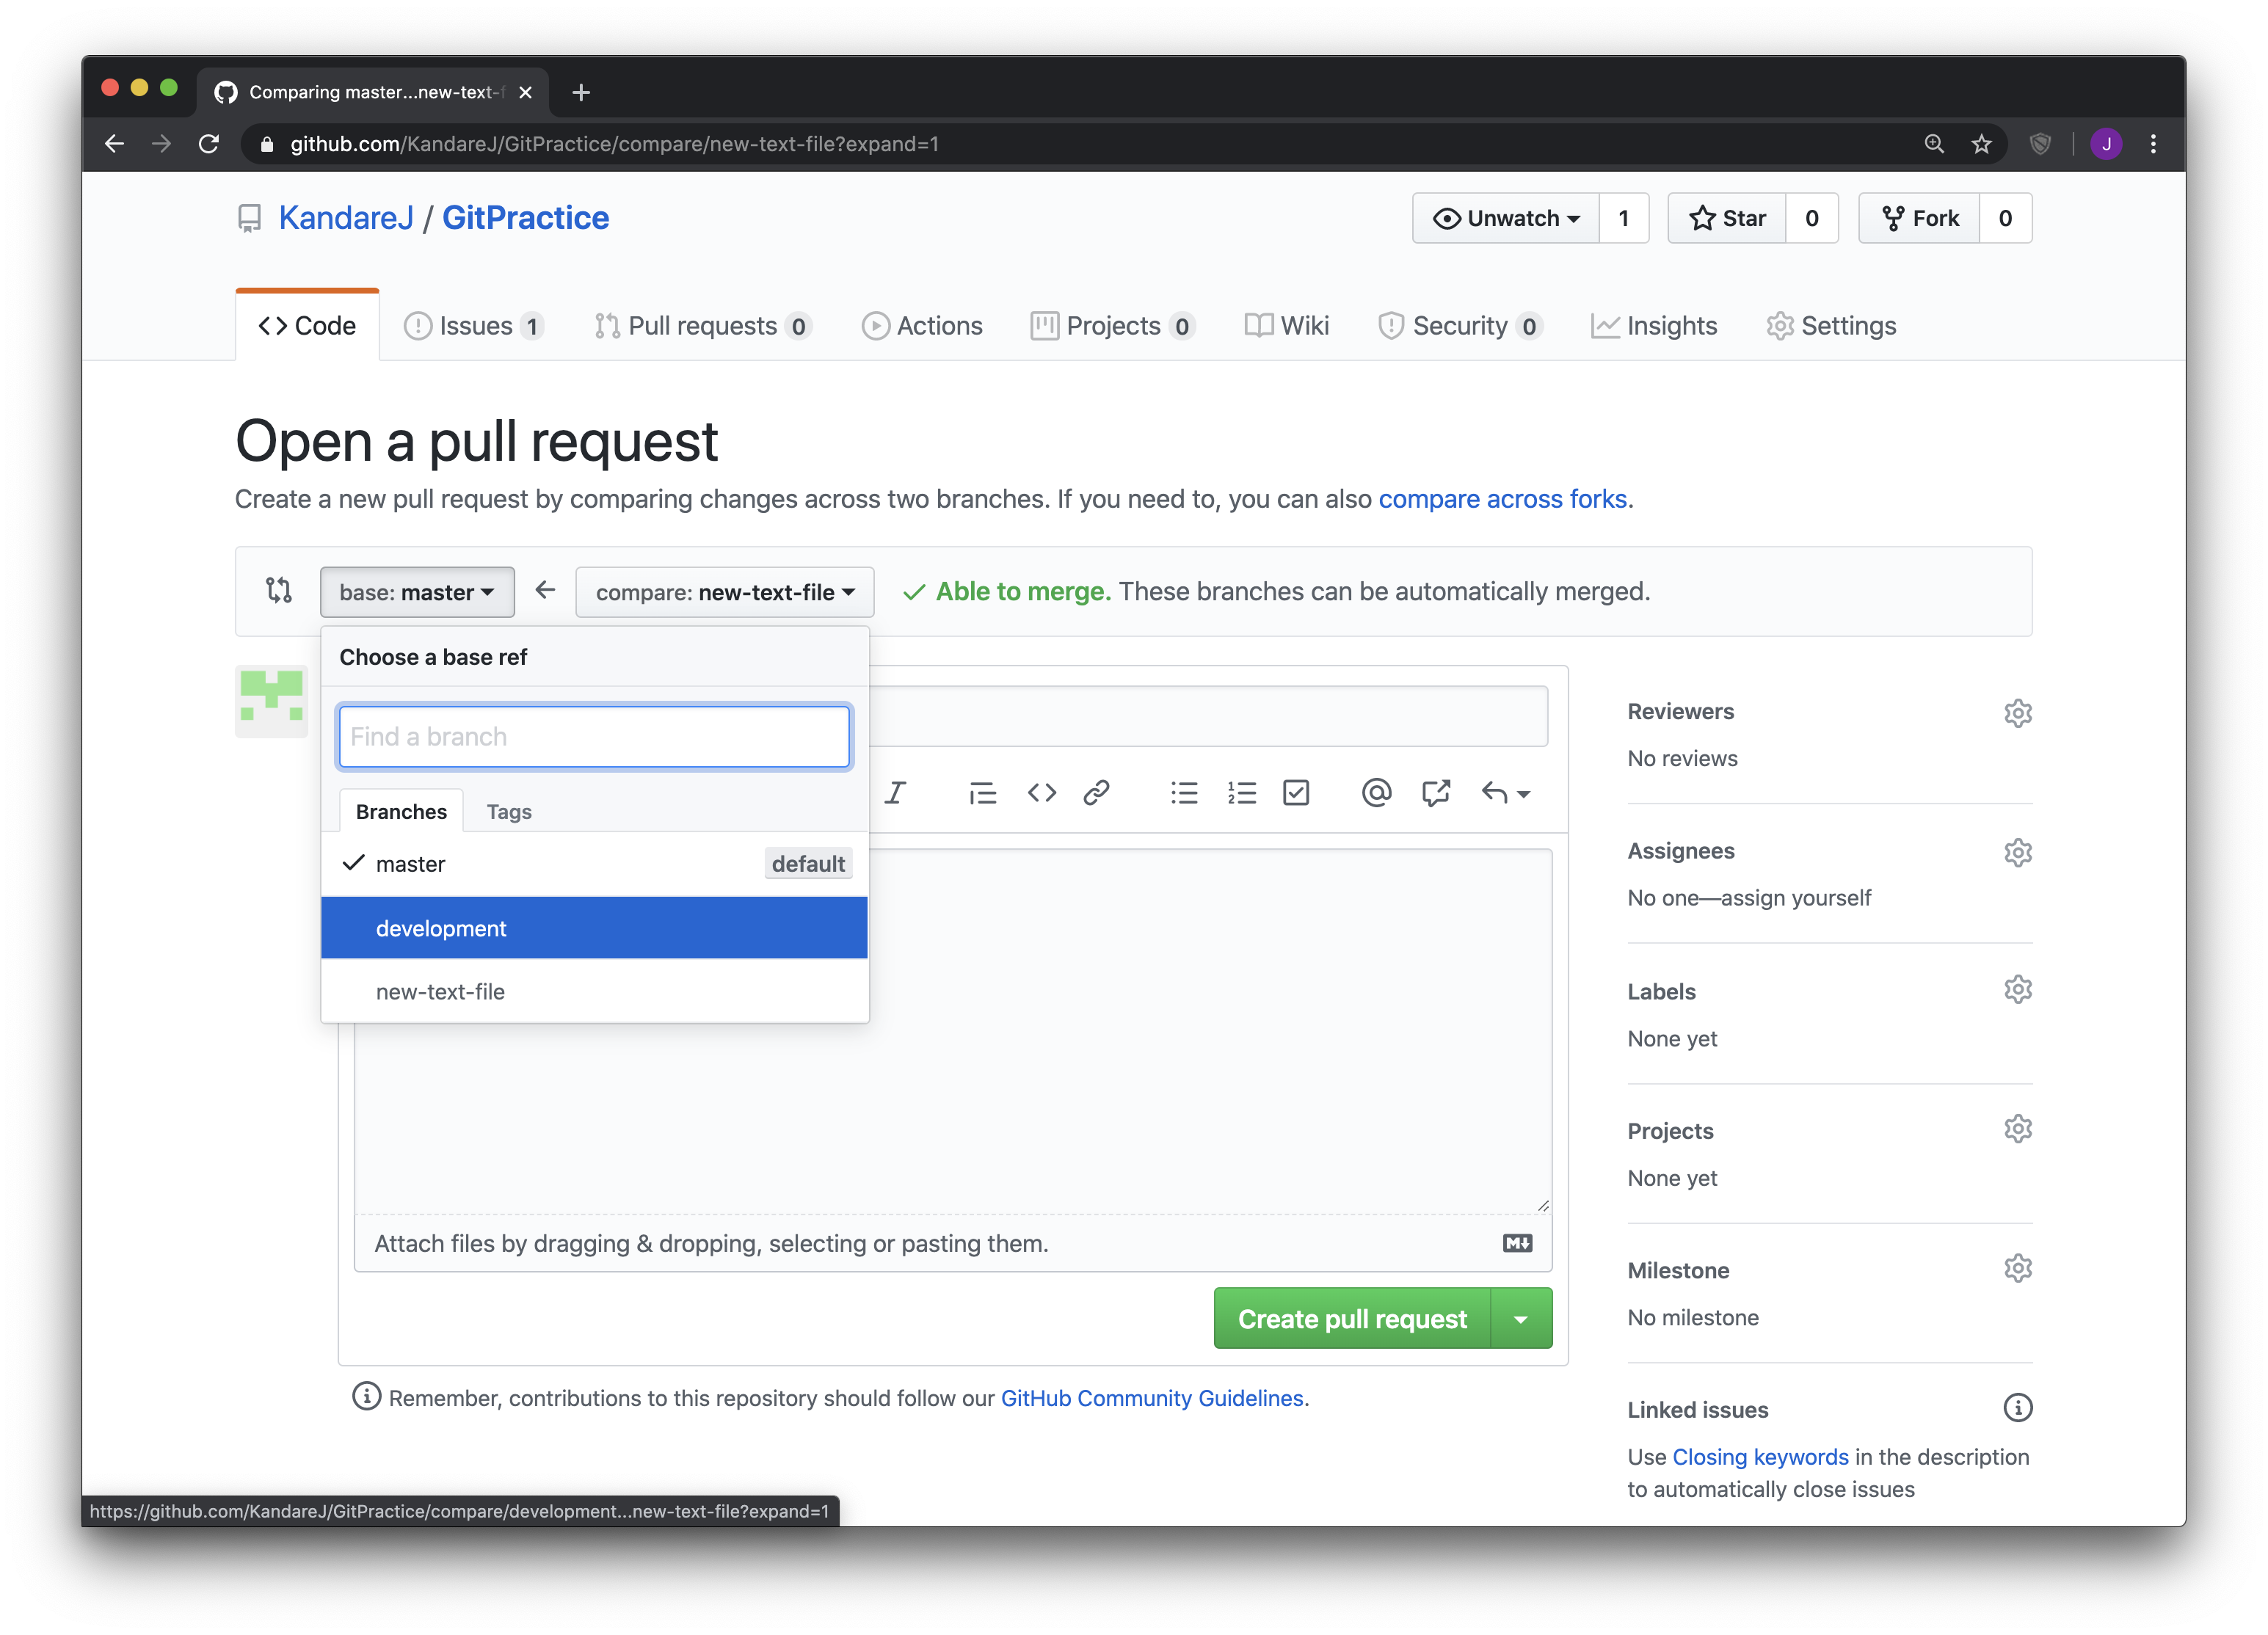 Comparing master...new-text-f
github.com/KandareJ/GitPractice/compare/new-text-file?expand=1
J
KandareJ / GitPractice
Unwatch 1 Star 0 Fork 0
Code Issues 1 Pull requests 0 Actions Projects 0 Wiki Security 0 Insights Settings
Open a pull request
Create a new pull request by comparing changes across two branches. If you need to, you can also compare across forks.
base: master compare: new-text-file Able to merge. These branches can be automatically merged.
Choose a base ref
Find a branch
Branches Tags
master default
development
new-text-file
Attach files by dragging & dropping, selecting or pasting them.
M
Create pull request
Remember, contributions to this repository should follow our GitHub Community Guidelines.
Reviewers
No reviews
Assignees
No one—assign yourself
Labels
None yet
Projects
None yet
Milestone
No milestone
Linked issues
Use Closing keywords in the description
to automatically close issues
https://github.com/KandareJ/GitPractice/compare/development...new-text-file?expand=1